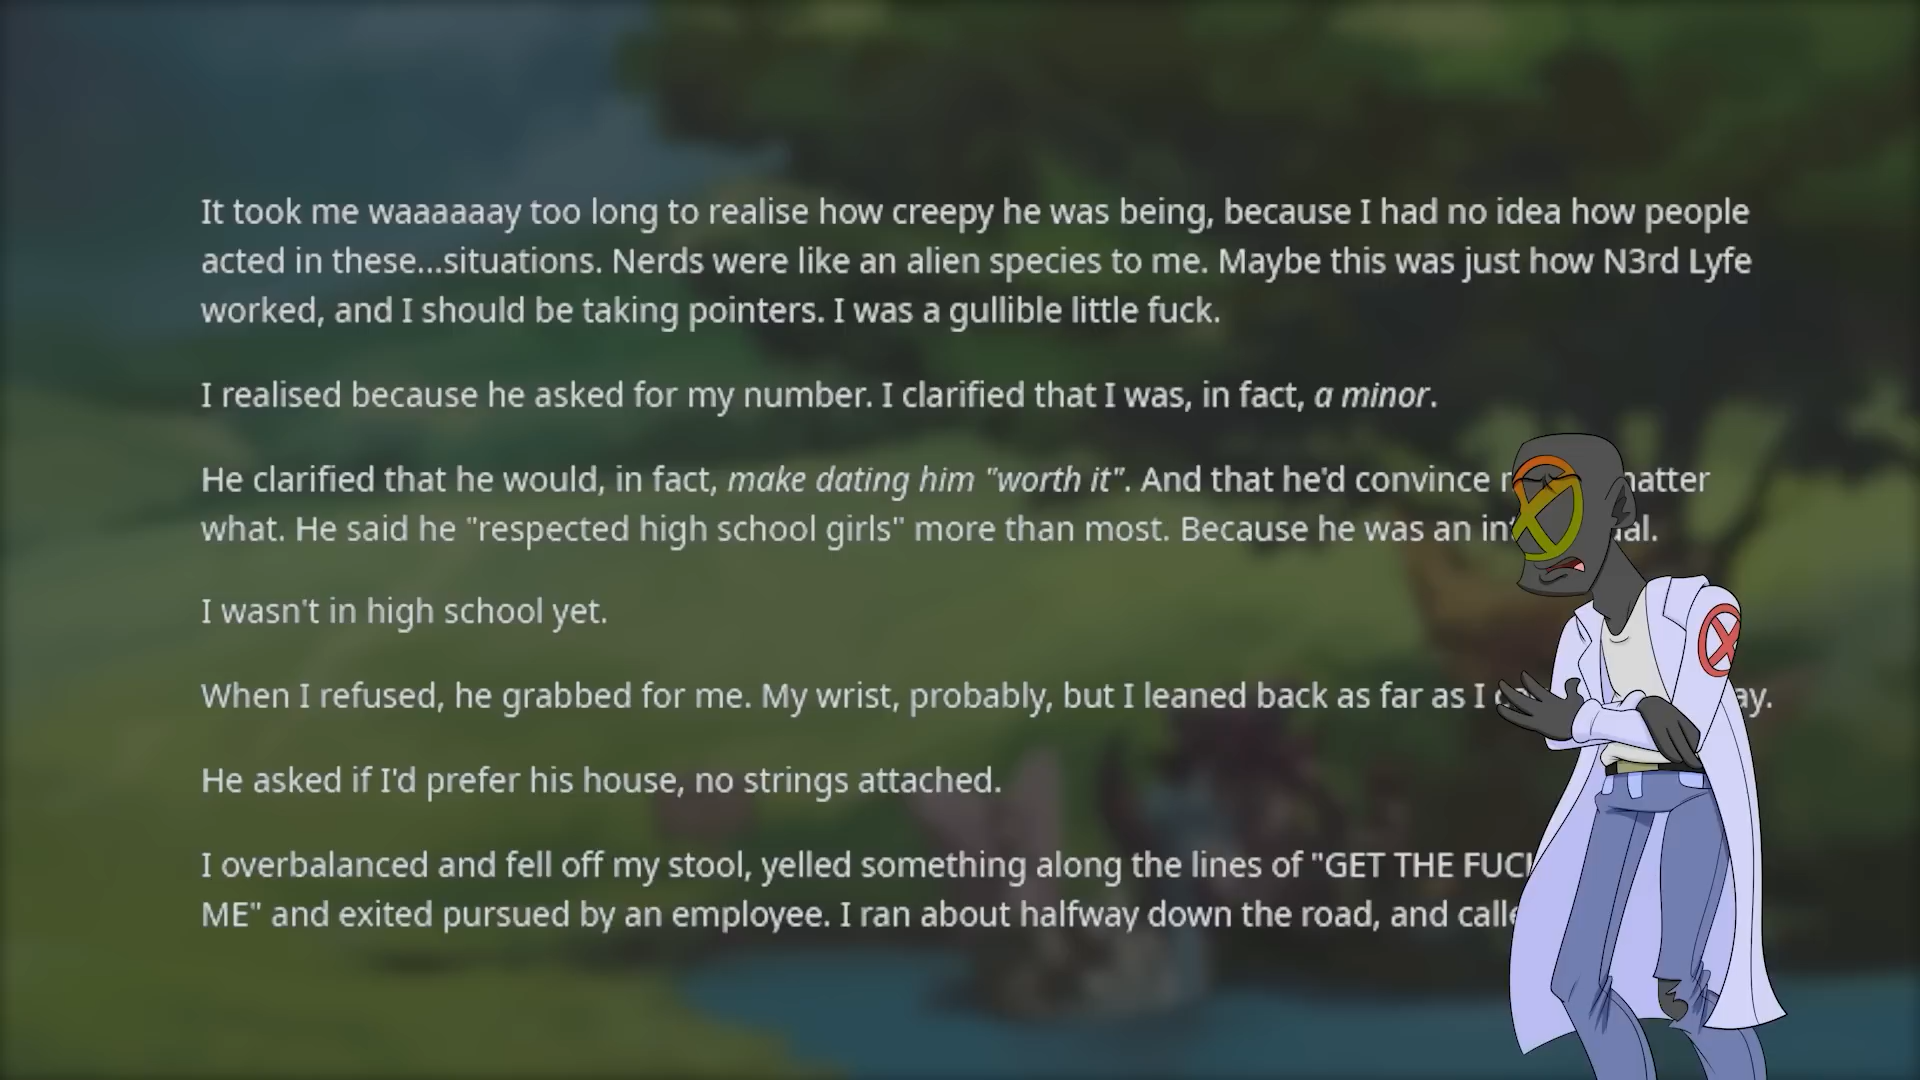 It took me waaaaaay too long to realise how creepy he was being, because I had no idea how people
acted in these...situations. Nerds were like an alien species to me. Maybe this was just how N3rd Lyfe
worked, and I should be taking pointers. I was a gullible little fuck.
I realised because he asked for my number. I clarified that I was, in fact, a minor.
He clarified that he would, in fact, make dating him "worth it". And that he'd convince
what. He said he "respected high school girls" more than most. Because he was an
I wasn't in high school yet.
When I refused, he grabbed for me. My wrist, probably, but I leaned back as far as I
He asked if I'd prefer his house, no strings attached.
I overbalanced and fell off my stool, yelled something along the lines of "GET THE
ME" and exited pursued by an employee. I ran about halfway down the road, and